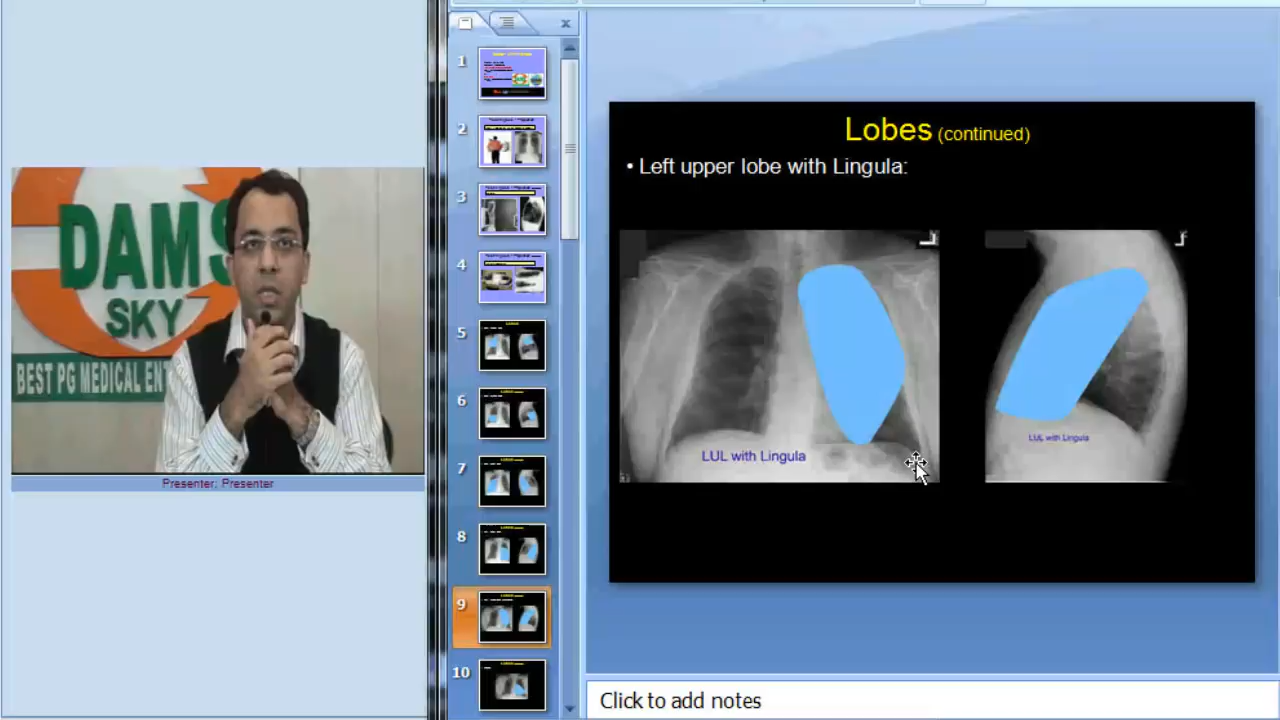 DAMS
SKY
BEST PG MEDICAL EN
Presenter: Presenter
1
2
3
4
5
6
7
8
9
10
Lobes (continued)
• Left upper lobe with Lingula:
LUL with Lingula
LUL with Lingula
Click to add notes